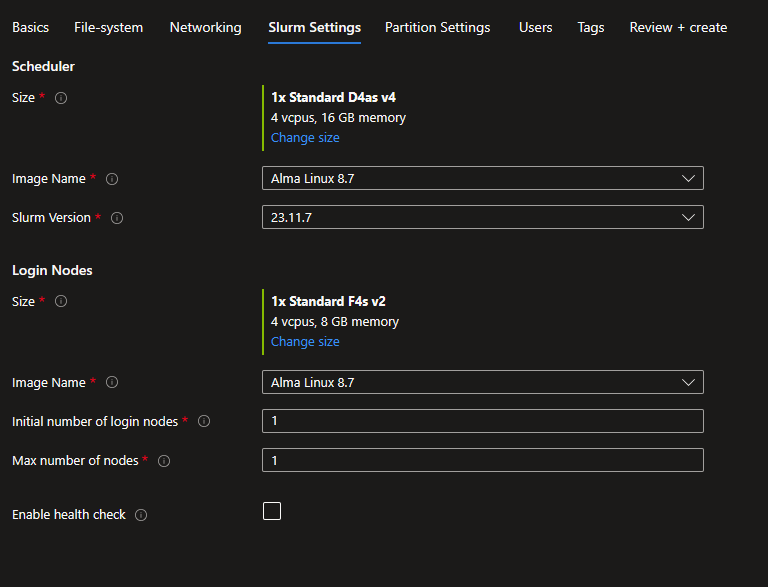 Basics File-system Networking Slurm Settings Partition Settings Users Tags Review + create
Scheduler
Size *
1x Standard D4as v4
4 vcpus, 16 GB memory
Change size
Image Name *
Alma Linux 8.7
Slurm Version *
23.11.7
Login Nodes
Size *
1x Standard F4s v2
4 vcpus, 8 GB memory
Change size
Image Name *
Alma Linux 8.7
Initial number of login nodes *
1
Max number of nodes *
1
Enable health check